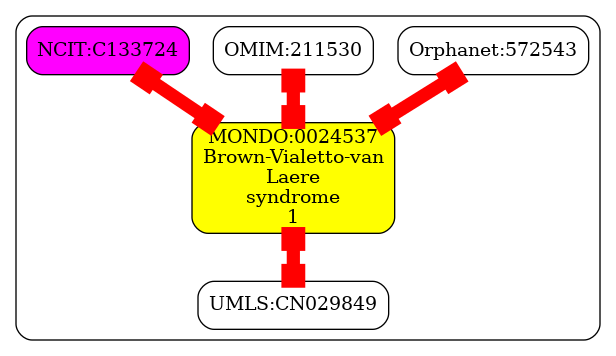 NCIT:C133724
OMIM:211530
Orphanet:572543
MONDO:0024537
Brown-Vialetto-van
Laere
syndrome
1
UMLS:CN029849